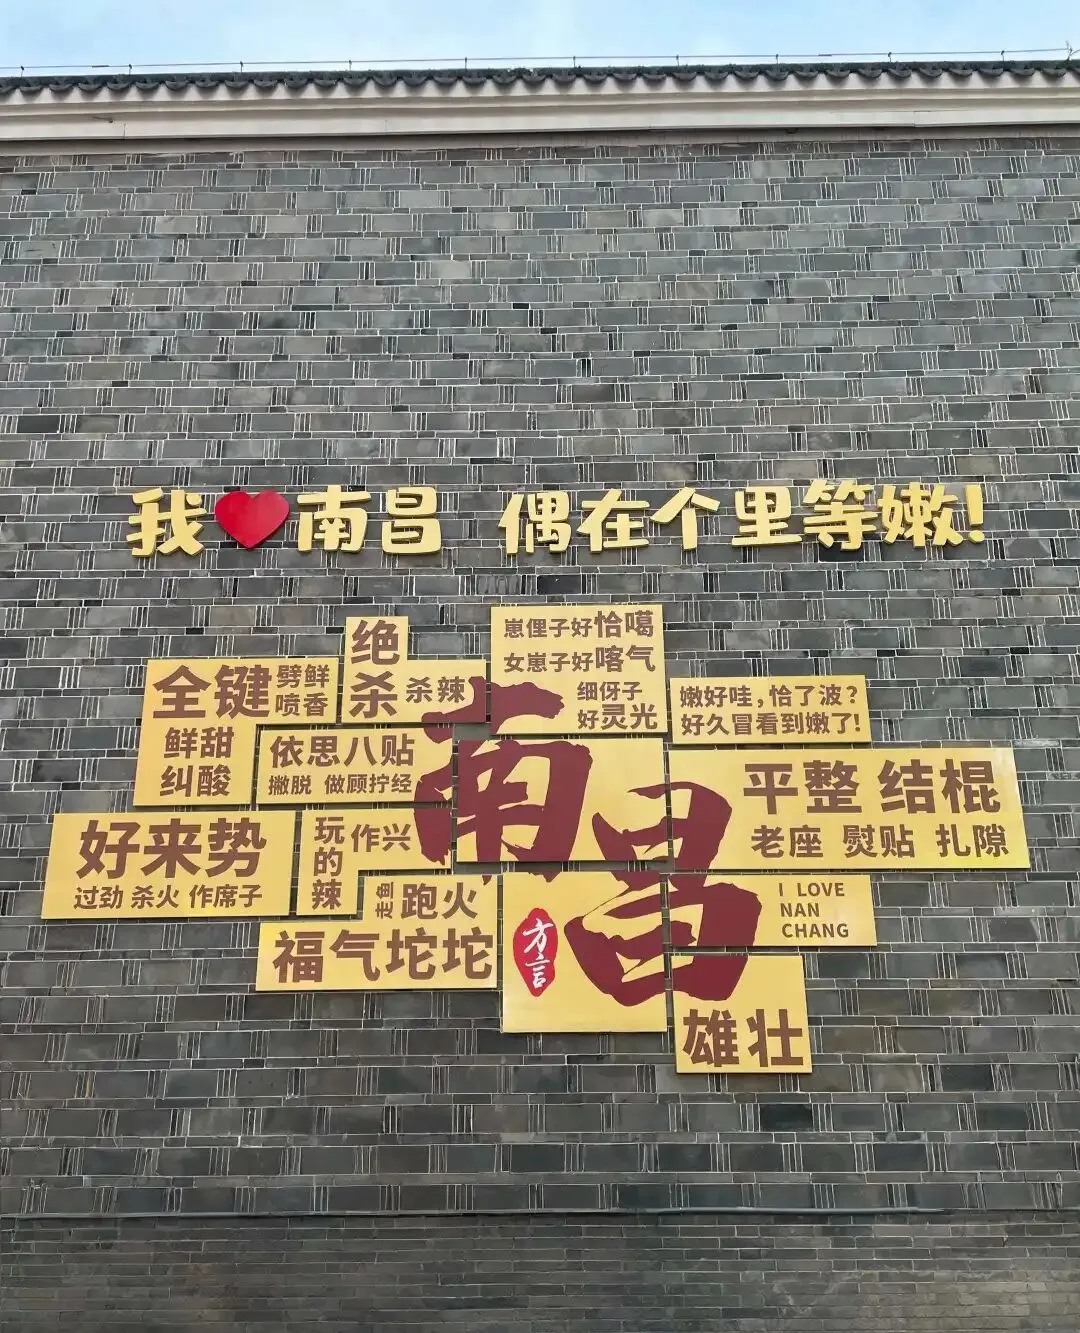 我❤南昌 偶在个里等嫩!
崽俚子好恰噶
女崽子好喀气
细伢子
好灵光
绝杀
杀辣
全键
劈鲜
喷香
鲜甜
纠酸
依思八贴
撇脱 做顾拧经
嫩好哇,恰了波?
好久冒看到嫩了!
南昌
平整 结棍
老座 熨贴 扎隙
好来势
过劲 杀火 作席子
玩的辣
作兴
走鱼
跑火
福气坨坨
方言
I LOVE
NAN
CHANG
雄壮